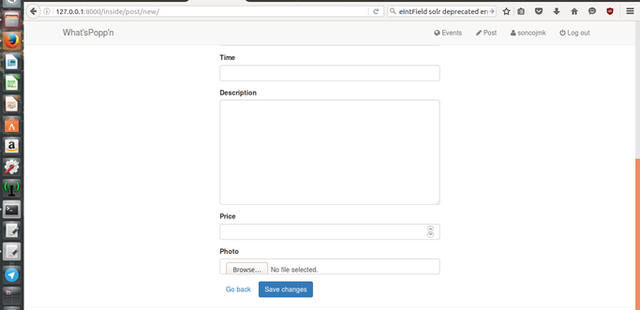 127.0.0.1:8000/inside/post/new/
eIntField solr deprecated er
What'sPopp'n
Events
Post
soncojmk
Log out
Time
Description
Price
Photo
Browse... No file selected.
Go back Save changes